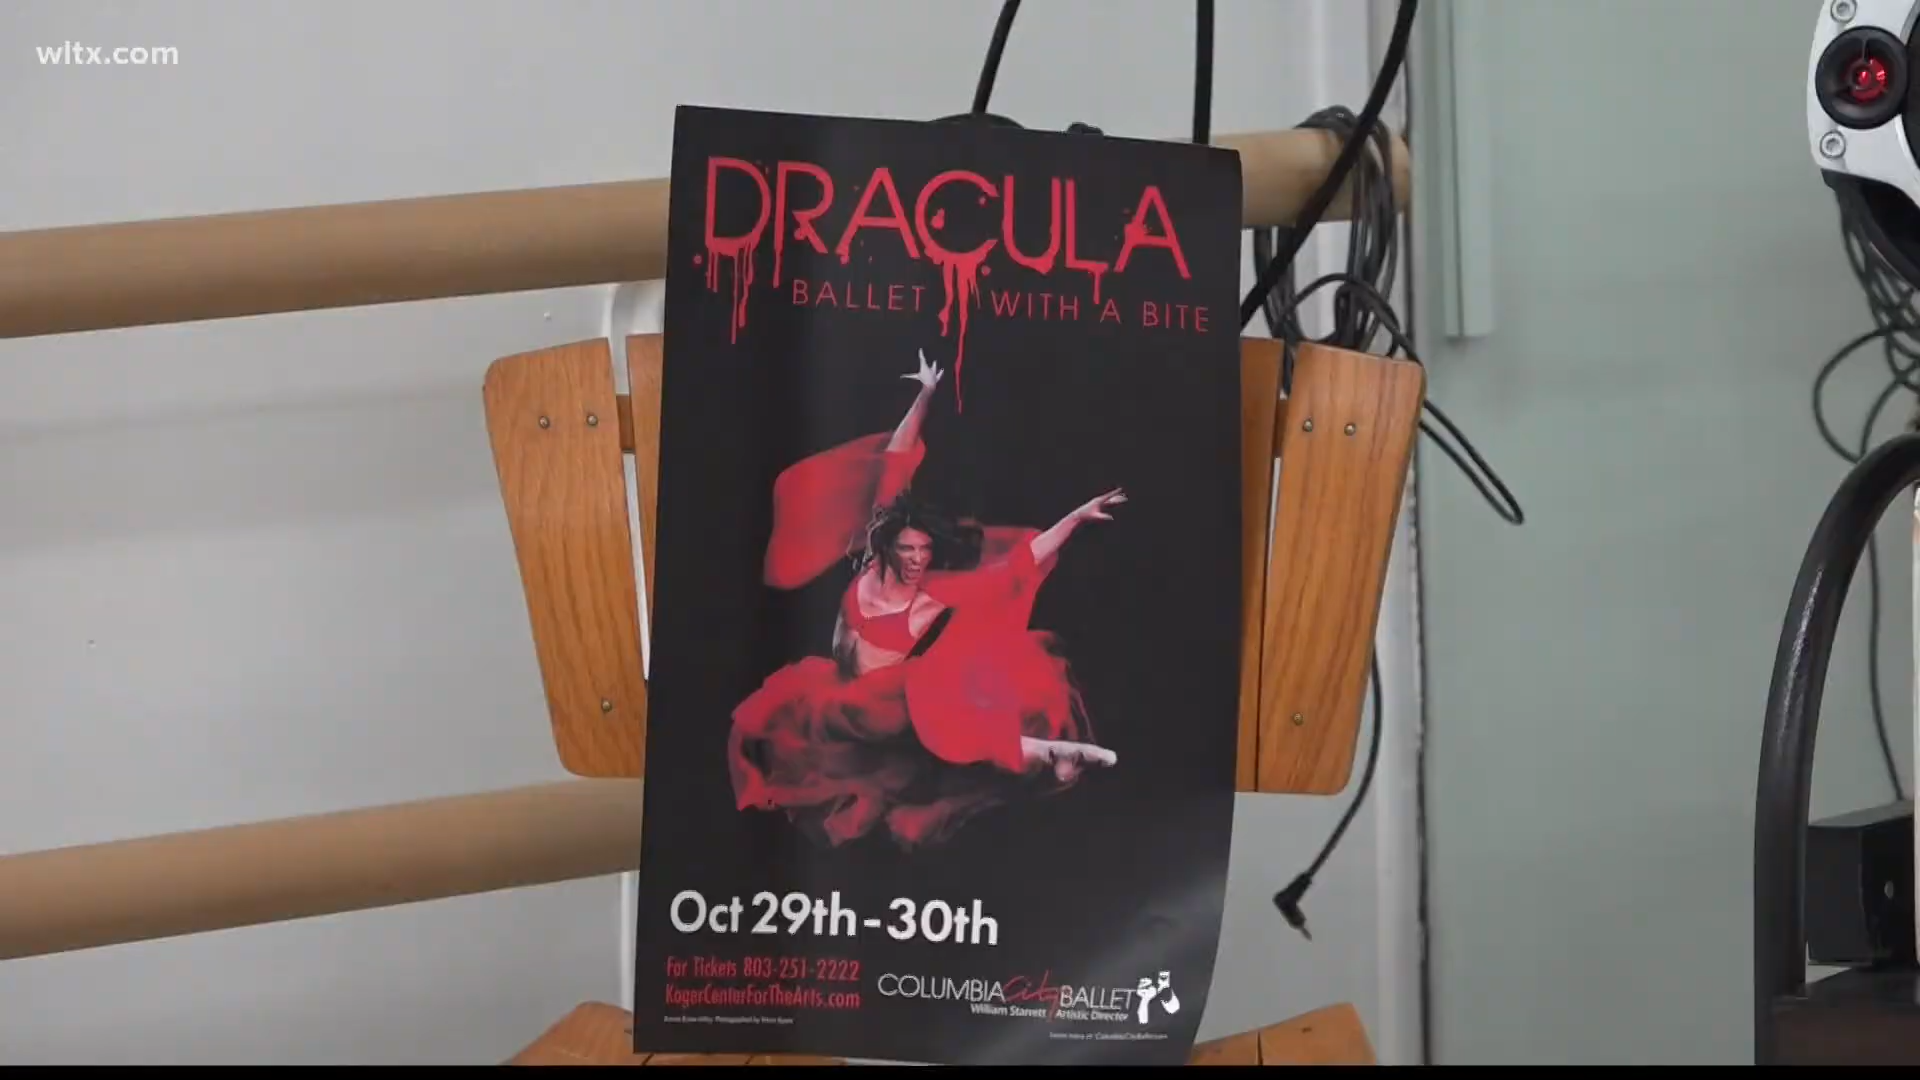 wltx.com
DRACULA
BALLET WITH A BITE
Oct 29th-30th
For Tickets 803-251-2222
KogerCenterForTheArts.com
COLUMBIA City BALLET
William Starrett Artistic Director